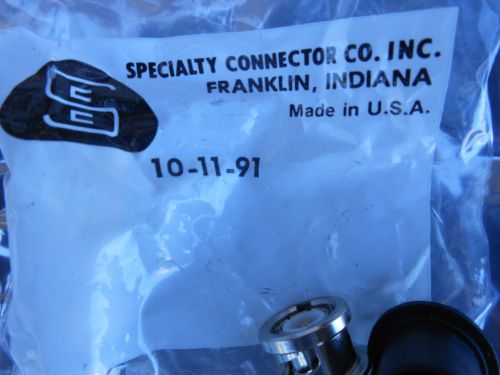 SPECIALTY CONNECTOR CO. INC.
FRANKLIN, INDIANA
Made in U.S.A.
10-11-91